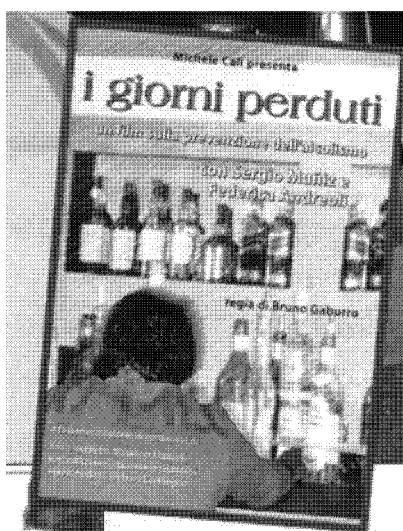 Michele Calì presenta
i giorni perduti
un film sulla prevenzione dell'alcolismo
con Sergio Muñiz e
Federica Andreoli
regia di Bruno Gaburro